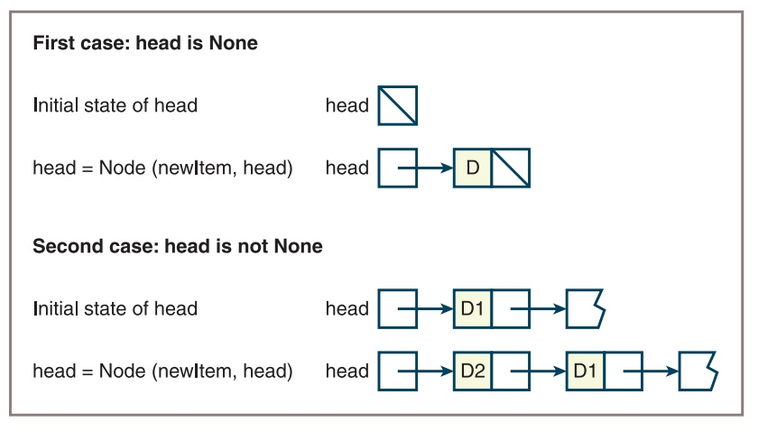 First case: head is None
Initial state of head head
head = Node (newItem, head) head D
Second case: head is not None
Initial state of head head D1
head = Node (newItem, head) head D2 D1